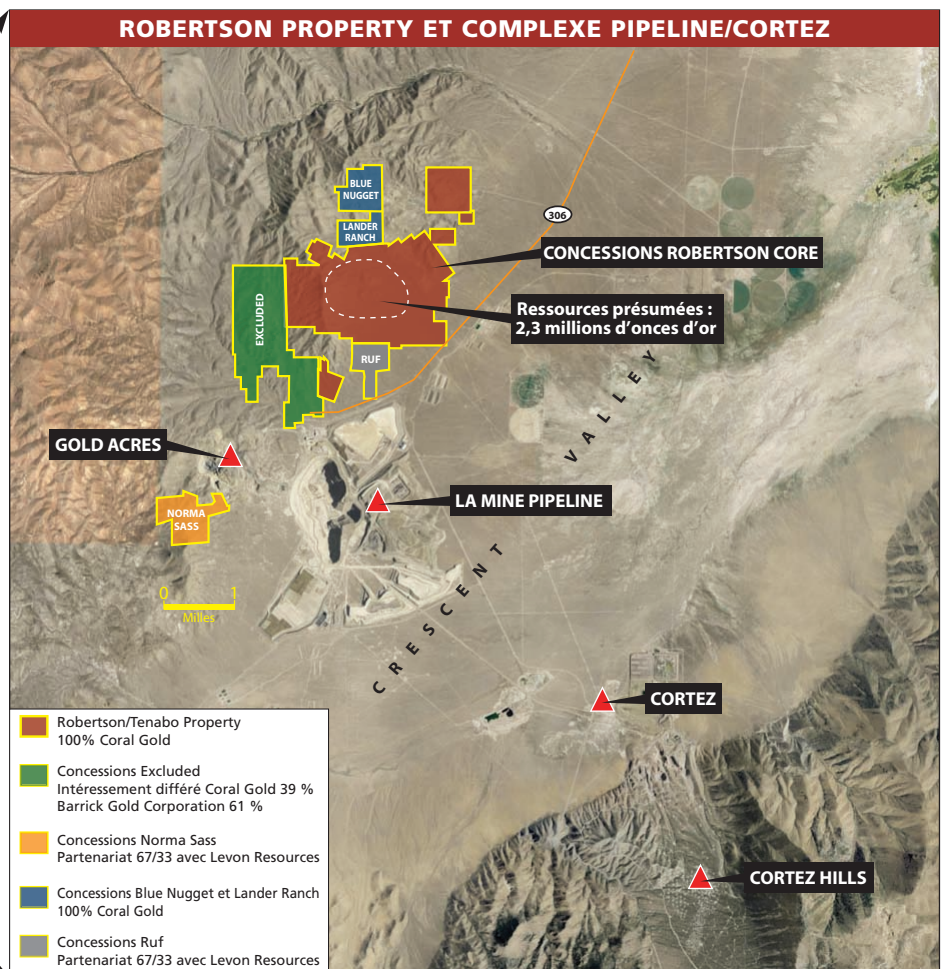 ROBERTSON PROPERTY ET COMPLEXE PIPELINE/CORTEZ
BLUE
NUGGET
LANDER
RANCH
306
CONCESSIONS ROBERTSON CORE
EXCLUDED
Ressources présumées :
2,3 millions d'onces d'or
RUF
GOLD ACRES
LA MINE PIPELINE
NORMA
SASS
0 1
Milles
CRESCENT VALLEY
CORTEZ
CORTEZ HILLS
Robertson/Tenabo Property
100% Coral Gold
Concessions Excluded
Intéressement différé Coral Gold 39 %
Barrick Gold Corporation 61 %
Concessions Norma Sass
Partenariat 67/33 avec Levon Resources
Concessions Blue Nugget et Lander Ranch
100% Coral Gold
Concessions Ruf
Partenariat 67/33 avec Levon Resources